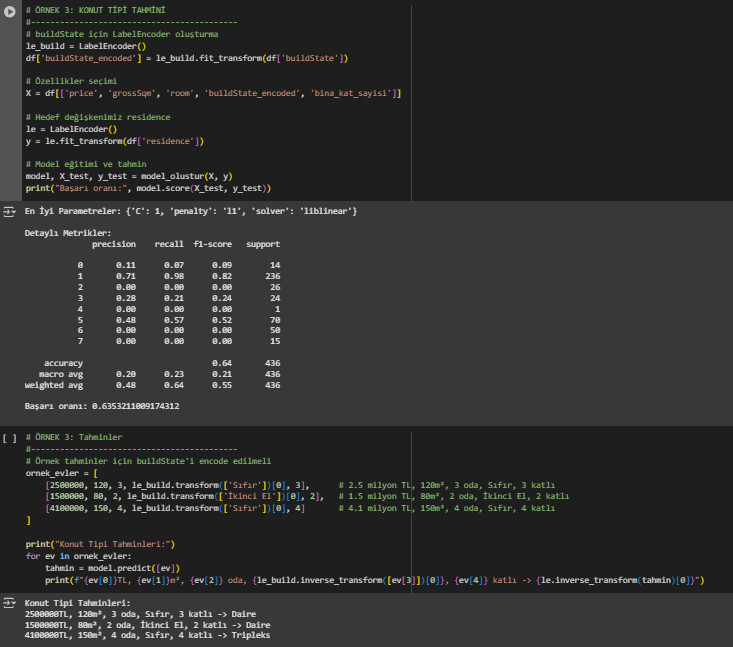 # ÖRNEK 3: KONUT TİPİ TAHMİNİ
#-----------------------------------------
# buildState için LabelEncoder oluşturma
le_build = LabelEncoder()
df['buildState_encoded'] = le_build.fit_transform(df['buildState'])
# Özellikler seçimi
X = df[['price', 'grossSqm', 'room', 'buildState_encoded', 'bina_kat_sayisi']]
# Hedef değişkenimiz residence
le = LabelEncoder()
y = le.fit_transform(df['residence'])
# Model eğitimi ve tahmin
model, X_test, y_test = model_olustur(X, y)
print("Başarı oranı:", model.score(X_test, y_test))
En İyi Parametreler: {'C': 1, 'penalty': 'l1', 'solver': 'liblinear'}
Detaylı Metrikler:
precision recall f1-score support
0 0.11 0.07 0.09 14
1 0.71 0.98 0.82 236
2 0.00 0.00 0.00 26
3 0.28 0.21 0.24 24
4 0.00 0.00 0.00 1
5 0.48 0.57 0.52 70
6 0.00 0.00 0.00 50
7 0.00 0.00 0.00 15
accuracy 0.64 436
macro avg 0.20 0.23 0.21 436
weighted avg 0.48 0.64 0.55 436
Başarı oranı: 0.6353211009174312
[ ] # ÖRNEK 3: Tahminler
#-----------------------------------------
# Örnek tahminler için buildState'i encode edilmeli
ornek_evler = [
[2500000, 120, 3, le_build.transform(['Sıfır'])[0], 3], # 2.5 milyon TL, 120m², 3 oda, Sıfır, 3 katlı
[1500000, 80, 2, le_build.transform(['İkinci El'])[0], 2], # 1.5 milyon TL, 80m², 2 oda, İkinci El, 2 katlı
[4100000, 150, 4, le_build.transform(['Sıfır'])[0], 4] # 4.1 milyon TL, 150m², 4 oda, Sıfır, 4 katlı
]
print("Konut Tipi Tahminleri:")
for ev in ornek_evler:
tahmin = model.predict([ev])
print(f"{ev[0]}TL, {ev[1]}m², {ev[2]} oda, {le_build.inverse_transform([ev[3]])[0]}, {ev[4]} katlı -> {le.inverse_transform(tahmin)[0]}")
Konut Tipi Tahminleri:
2500000TL, 120m², 3 oda, Sıfır, 3 katlı -> Daire
1500000TL, 80m², 2 oda, İkinci El, 2 katlı -> Daire
4100000TL, 150m², 4 oda, Sıfır, 4 katlı -> Tripleks